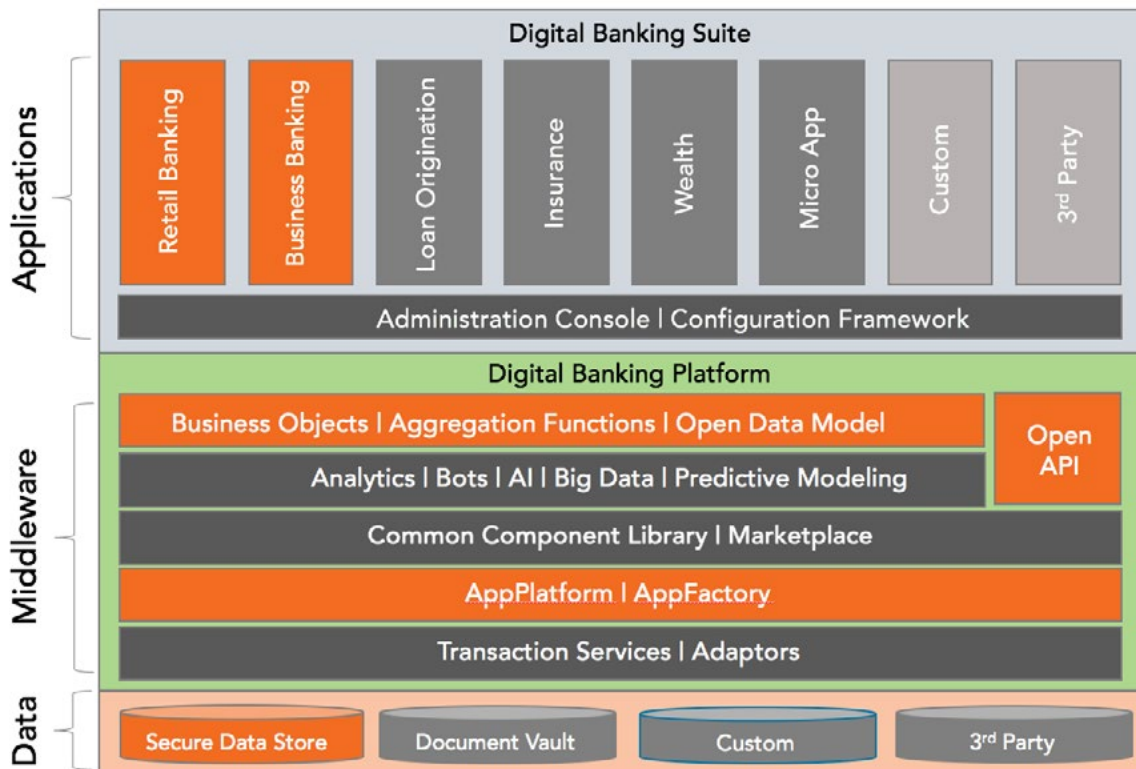 Applications
Digital Banking Suite
Retail Banking
Business Banking
Loan Origination
Insurance
Wealth
Micro App
Custom
3rd Party
Administration Console | Configuration Framework
Middleware
Digital Banking Platform
Business Objects | Aggregation Functions | Open Data Model
Open
API
Analytics | Bots | AI | Big Data | Predictive Modeling
Common Component Library | Marketplace
AppPlatform | AppFactory
Transaction Services | Adaptors
Data
Secure Data Store
Document Vault
Custom
3rd Party